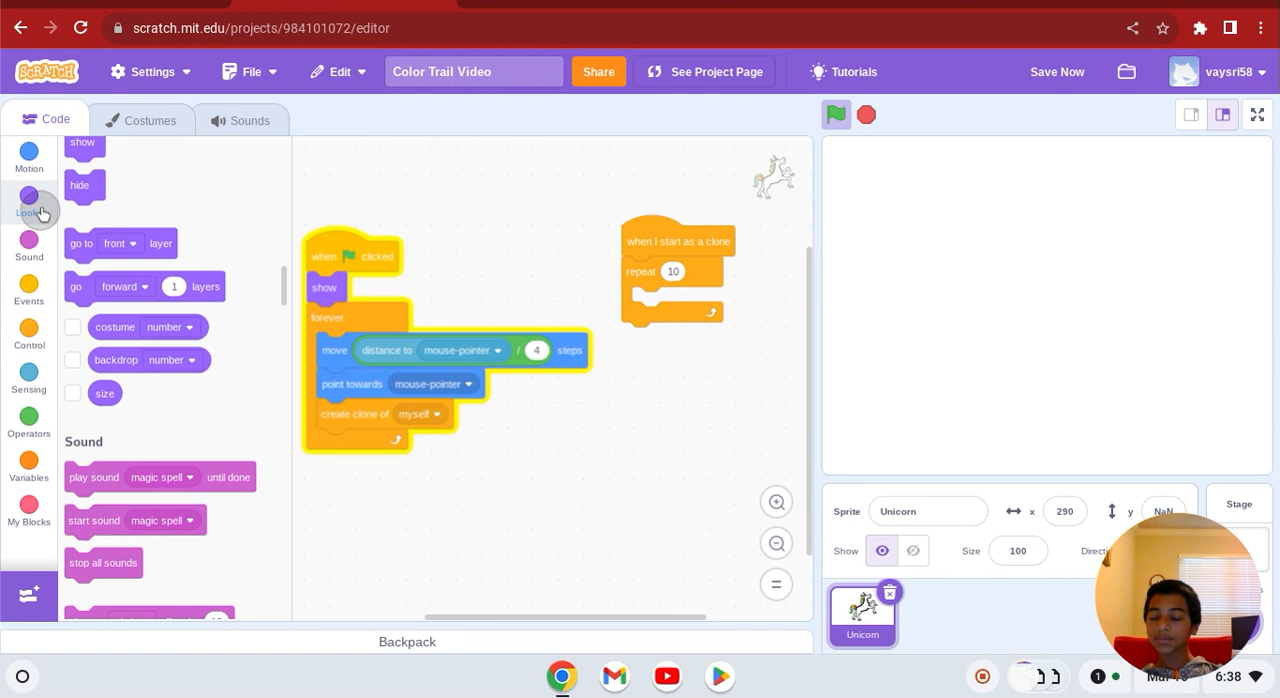 scratch.mit.edu/projects/984101072/editor
SCRATCH Settings File Edit Color Trail Video Share See Project Page Tutorials Save Now vaysri58
Code Costumes Sounds
Motion
Looks
Sound
Events
Control
Sensing
Operators
Variables
My Blocks
show
hide
go to front layer
go forward 1 layers
costume number
backdrop number
size
Sound
play sound magic spell until done
start sound magic spell
stop all sounds
when clicked
show
forever
move distance to mouse-pointer / 4 steps
point towards mouse-pointer
create clone of myself
when I start as a clone
repeat 10
Sprite Unicorn x 290 y NaN
Show Size 100
Unicorn
Stage
Backpack
1
6:38